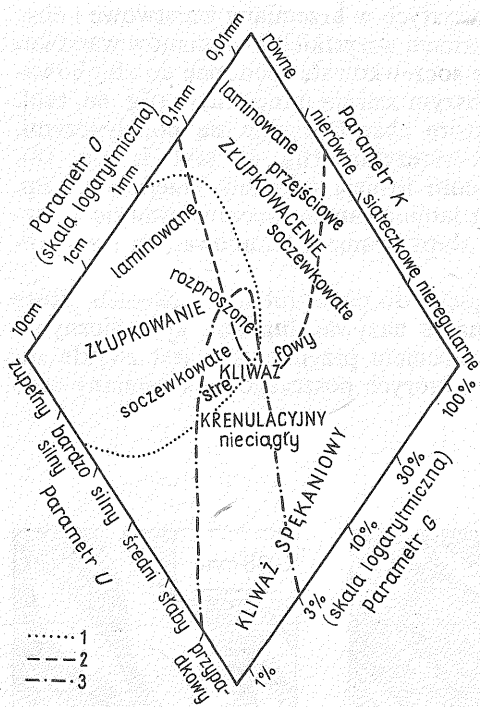 0,01mm
0,1mm
1mm
1cm
10cm
Parametr O
(skala logarytmiczna)
równe
nierówne
siateczkowe nieregularne
Parametr K
laminowane
przejściowe
ZŁUPKOWACENIE
soczewkowate
laminowane
rozproszone
ZŁUPKOWANIE
soczewkowate
KLIWAŻ
stre
fowy
KRENULACYJNY
nieciągły
KLIWAŻ SPĘKANIOWY
zupełny
bardzo
silny
silny
średni
słaby
przypa-
dkowy
Parametr U
100%
30%
10%
3%
1%
(skala logarytmiczna)
Parametr G
1
2
3